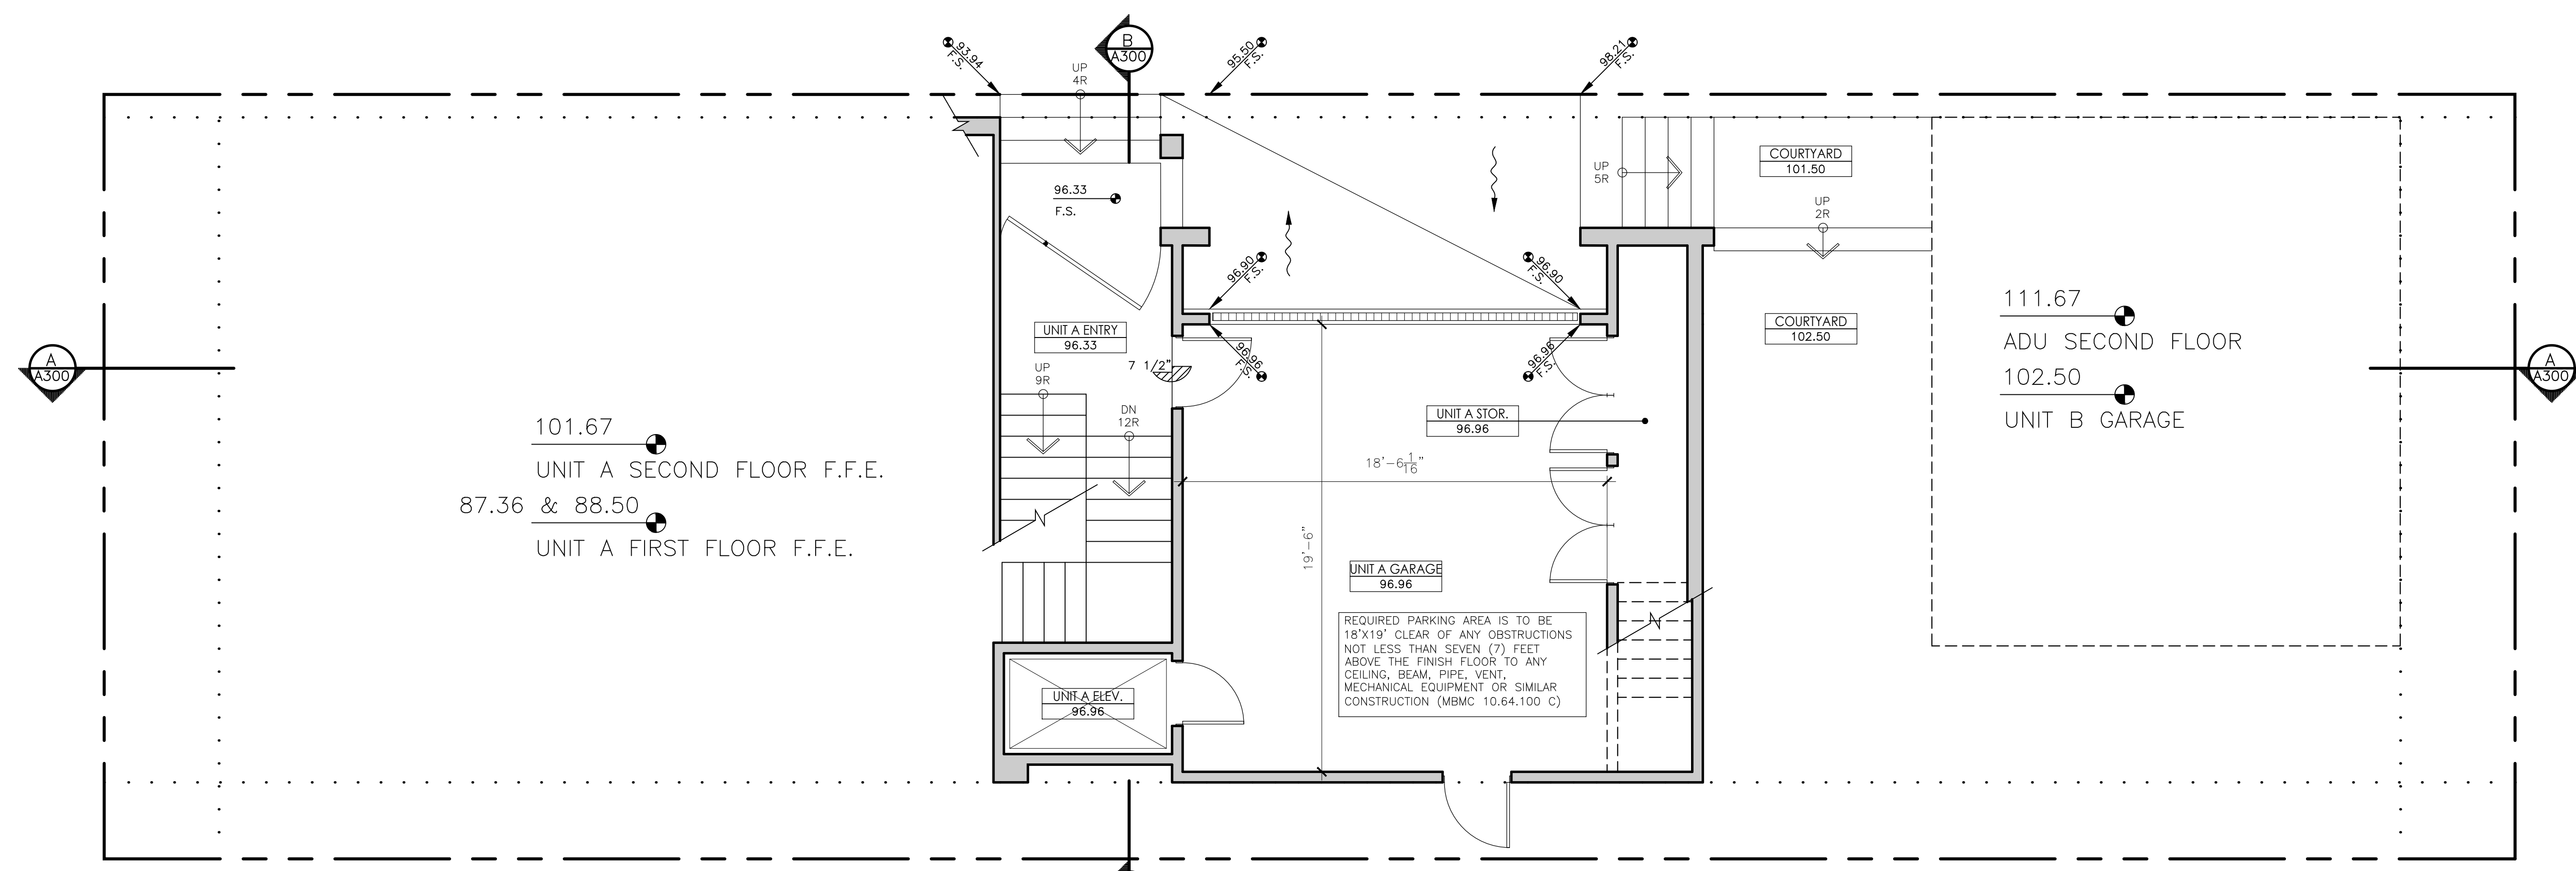 93.94
F.S.
UP
4R
B
A300
95.50
F.S.
98.21
F.S.
96.33
F.S.
UP
5R
COURTYARD
101.50
UP
2R
96.90
F.S.
96.90
F.S.
UNIT A ENTRY
96.33
7 1/2"
96.96
F.S.
96.96
F.S.
COURTYARD
102.50
111.67
ADU SECOND FLOOR
102.50
UNIT B GARAGE
A
A300
A
A300
101.67
UNIT A SECOND FLOOR F.F.E.
87.36 & 88.50
UNIT A FIRST FLOOR F.F.E.
UP
9R
DN
12R
UNIT A STOR.
96.96
18'-6 1/16"
19'-6"
UNIT A GARAGE
96.96
REQUIRED PARKING AREA IS TO BE
18'X19' CLEAR OF ANY OBSTRUCTIONS
NOT LESS THAN SEVEN (7) FEET
ABOVE THE FINISH FLOOR TO ANY
CEILING, BEAM, PIPE, VENT,
MECHANICAL EQUIPMENT OR SIMILAR
CONSTRUCTION (MBMC 10.64.100 C)
UNIT A ELEV.
96.96